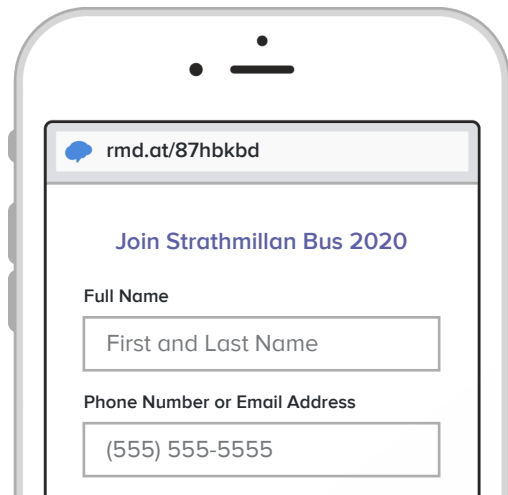 rmd.at/87hbkbd
Join Strathmillan Bus 2020
Full Name
First and Last Name
Phone Number or Email Address
(555) 555-5555